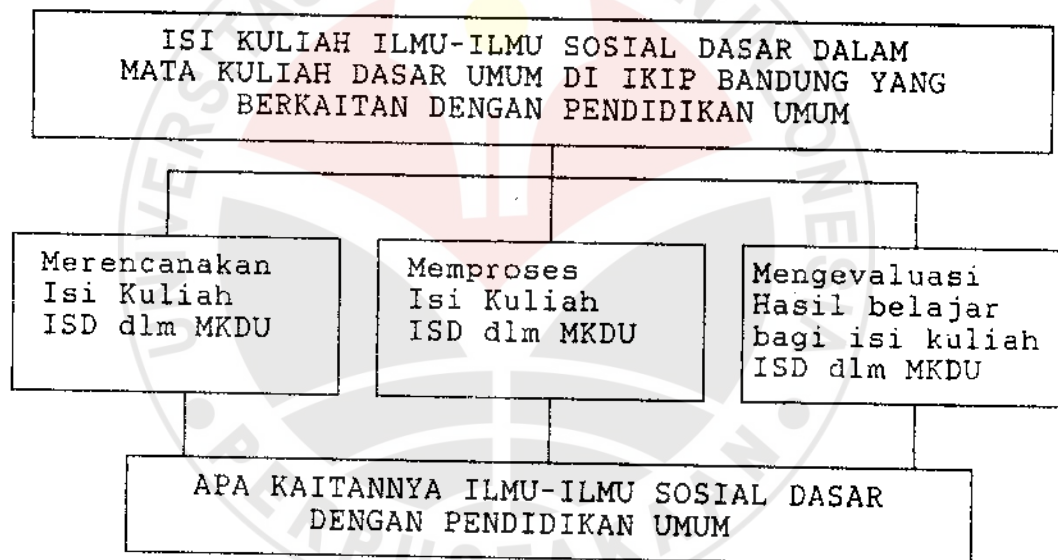 ISI KULIAH ILMU-ILMU SOSIAL DASAR DALAM
MATA KULIAH DASAR UMUM DI IKIP BANDUNG YANG
BERKAITAN DENGAN PENDIDIKAN UMUM
Merencanakan
Isi Kuliah
ISD dlm MKDU
Memproses
Isi Kuliah
ISD dlm MKDU
Mengevaluasi
Hasil belajar
bagi isi kuliah
ISD dlm MKDU
APA KAITANNYA ILMU-ILMU SOSIAL DASAR
DENGAN PENDIDIKAN UMUM